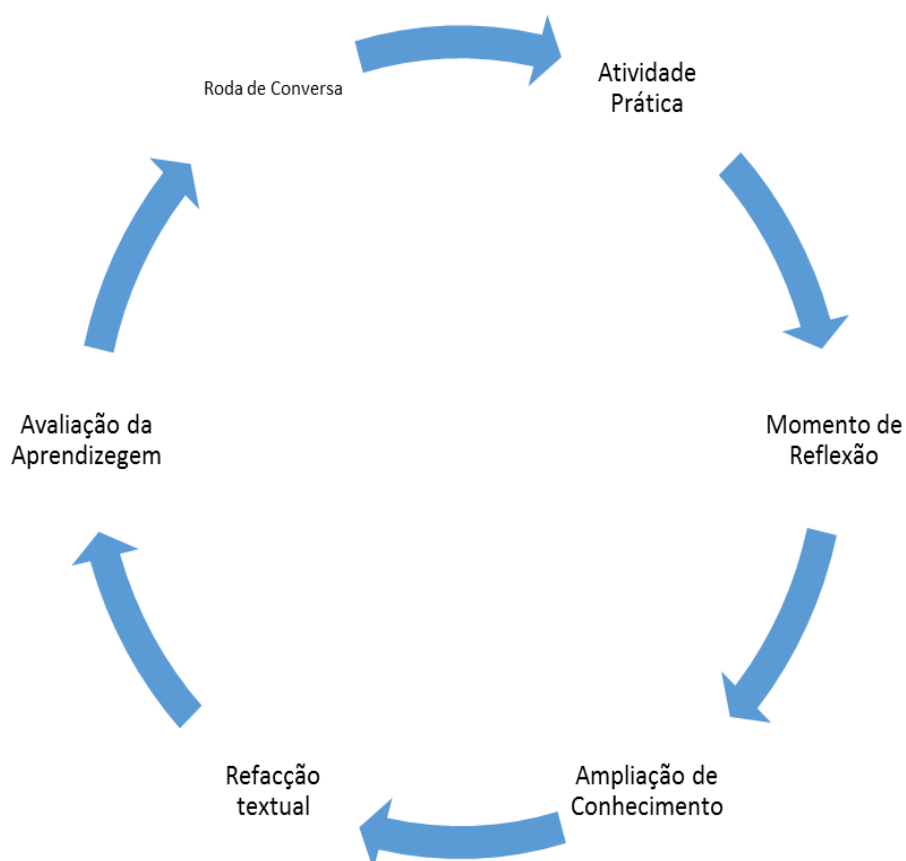 Roda de Conversa
Atividade
Prática
Momento de
Reflexão
Ampliação de
Conhecimento
Refacção
textual
Avaliação da
Aprendizegem